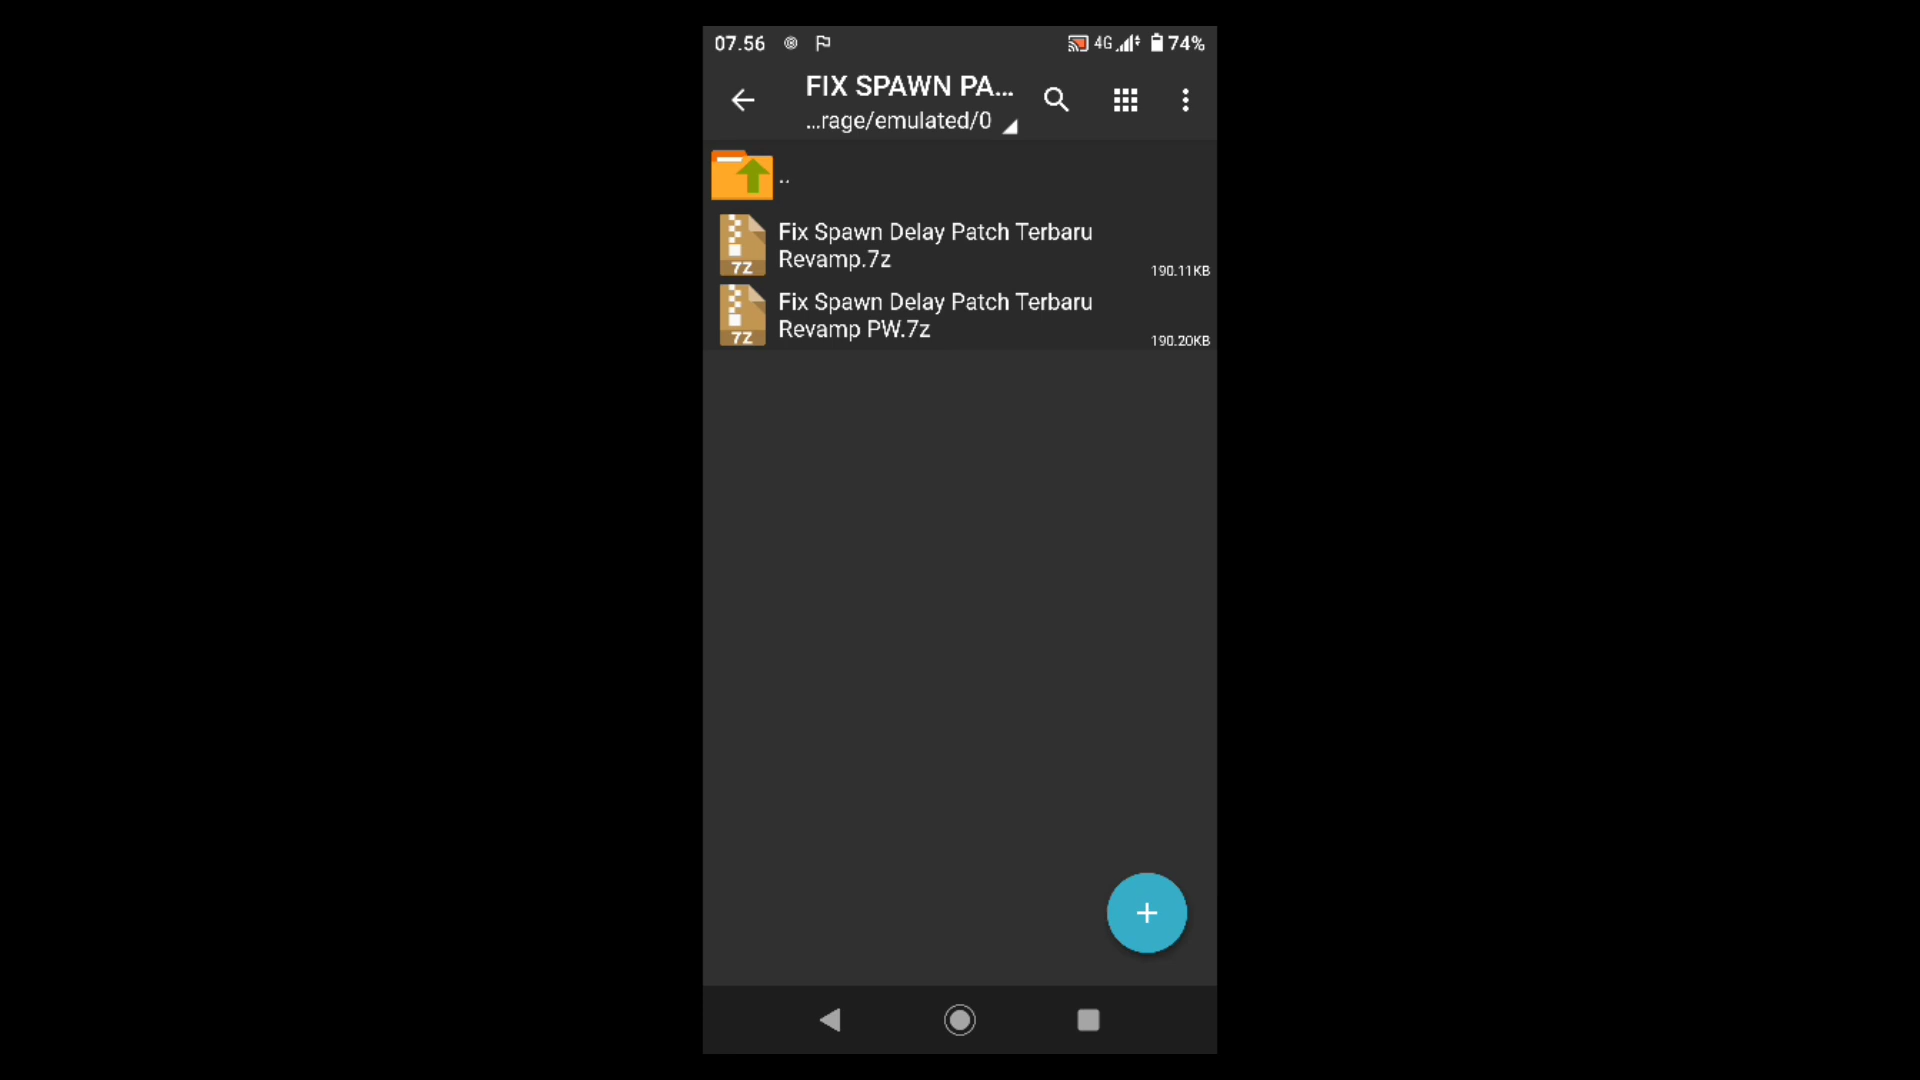 07.56
4G
74%
FIX SPAWN PA...
...rage/emulated/0
..
Fix Spawn Delay Patch Terbaru
Revamp.7z
7Z
190.11KB
Fix Spawn Delay Patch Terbaru
Revamp PW.7z
7Z
190.20KB